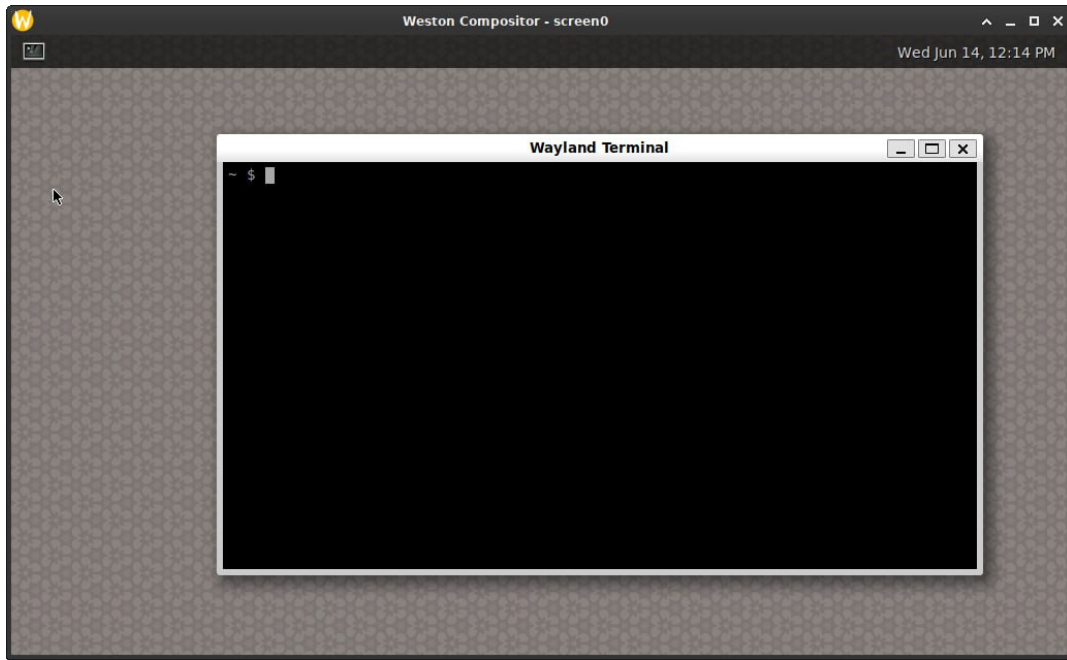 Weston Compositor - screen0
Wed Jun 14, 12:14 PM
Wayland Terminal
~ $